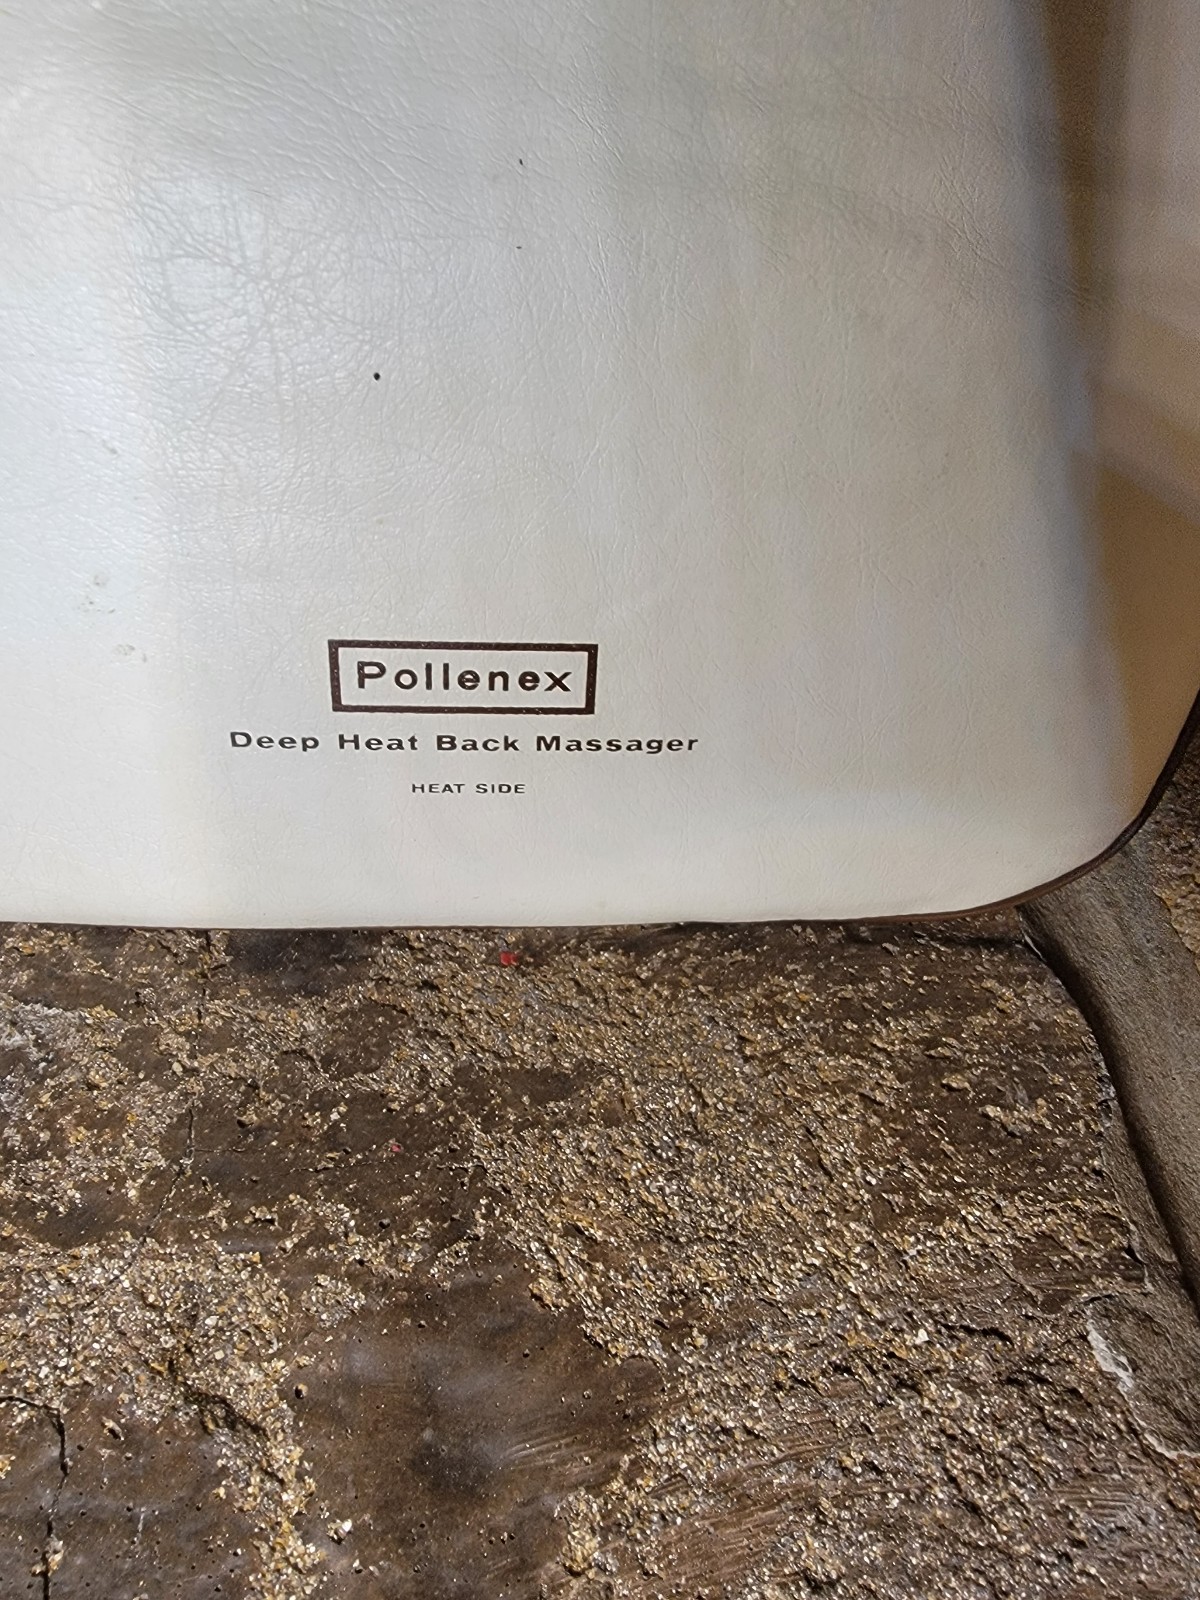 Pollenex
Deep Heat Back Massager
HEAT SIDE